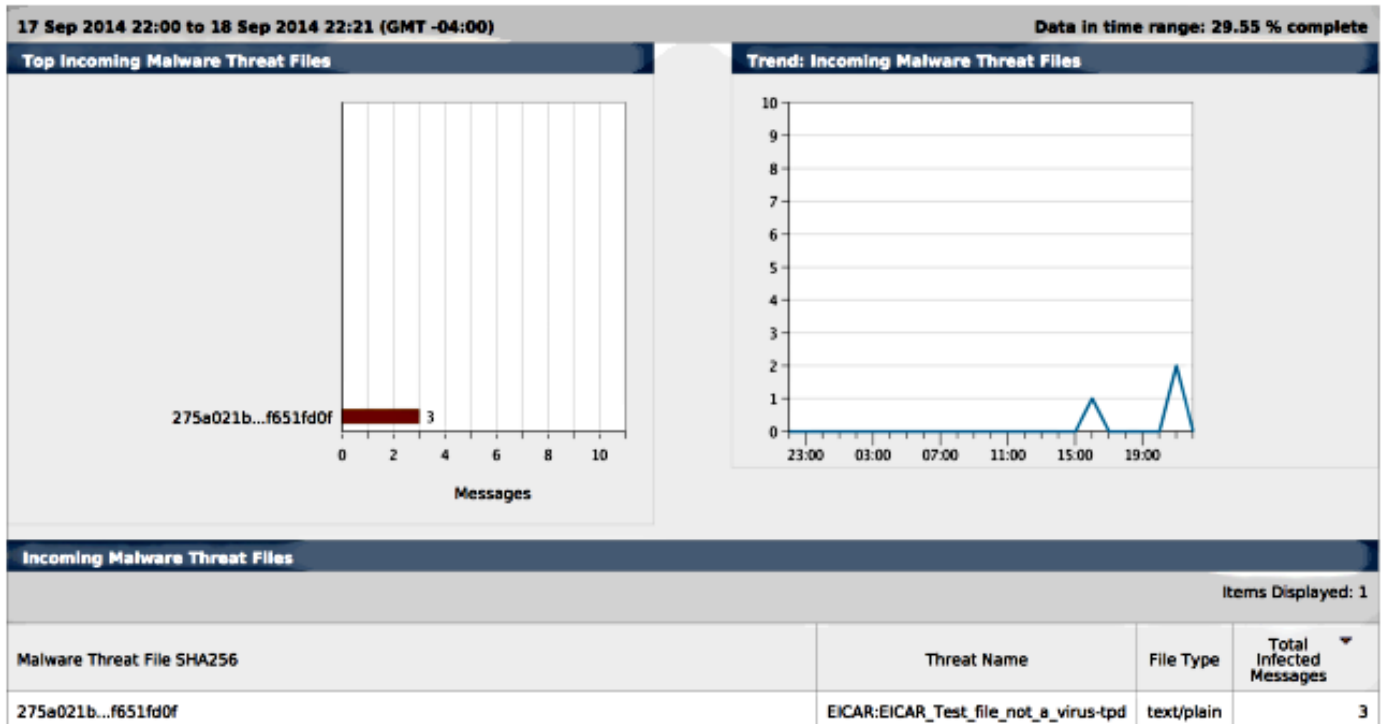 17 Sep 2014 22:00 to 18 Sep 2014 22:21 (GMT -04:00)
Data in time range: 29.55 % complete
Top Incoming Malware Threat Files
275a021b...f651fd0f
3
0 2 4 6 8 10
Messages
Trend: Incoming Malware Threat Files
10
9
8
7
6
5
4
3
2
1
0
23:00 03:00 07:00 11:00 15:00 19:00
Incoming Malware Threat Files
Items Displayed: 1
Malware Threat File SHA256
Threat Name
File Type
Total
Infected
Messages
275a021b...f651fd0f EICAR:EICAR_Test_file_not_a_virus-tpd text/plain 3